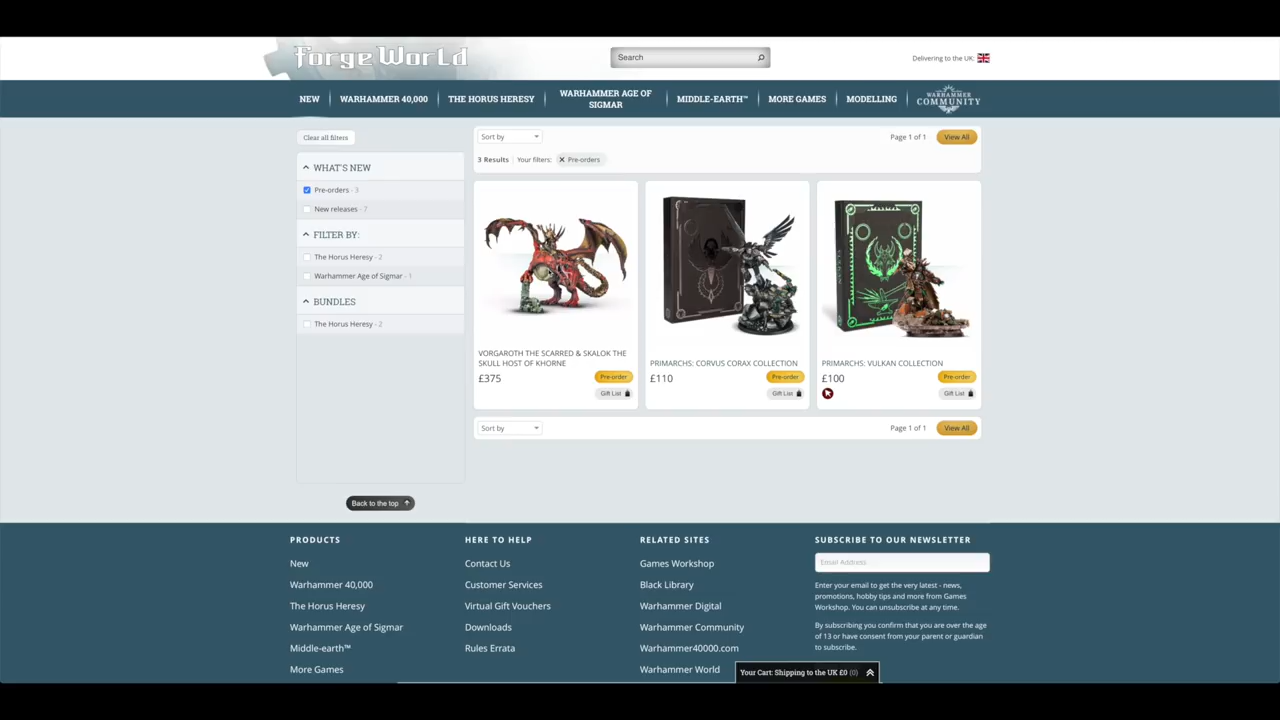 Forge World
Search
Delivering to the UK:
NEW
WARHAMMER 40,000
THE HORUS HERESY
WARHAMMER AGE OF
SIGMAR
MIDDLE-EARTH™
MORE GAMES
MODELLING
WARHAMMER
COMMUNITY
Clear all filters
WHAT'S NEW
Pre-orders - 3
New releases - 7
FILTER BY:
The Horus Heresy - 2
Warhammer Age of Sigmar - 1
BUNDLES
The Horus Heresy - 2
Back to the top
Sort by
Page 1 of 1
View All
3 Results
Your filters:
Pre-orders
VORGAROTH THE SCARRED & SKALOK THE
SKULL HOST OF KHORNE
£375
Pre-order
Gift List
PRIMARCHS: CORVUS CORAX COLLECTION
£110
Pre-order
Gift List
PRIMARCHS: VULKAN COLLECTION
£100
Pre-order
Gift List
Sort by
Page 1 of 1
View All
PRODUCTS
New
Warhammer 40,000
The Horus Heresy
Warhammer Age of Sigmar
Middle-earth™
More Games
HERE TO HELP
Contact Us
Customer Services
Virtual Gift Vouchers
Downloads
Rules Errata
RELATED SITES
Games Workshop
Black Library
Warhammer Digital
Warhammer Community
Warhammer40000.com
Warhammer World
SUBSCRIBE TO OUR NEWSLETTER
Email Address
Enter your email to get the very latest - news,
promotions, hobby tips and more from Games
Workshop. You can unsubscribe at any time.
By subscribing you confirm that you are over the age
of 13 or have consent from your parent or guardian
to subscribe.
Your Cart: Shipping to the UK £0 (0)